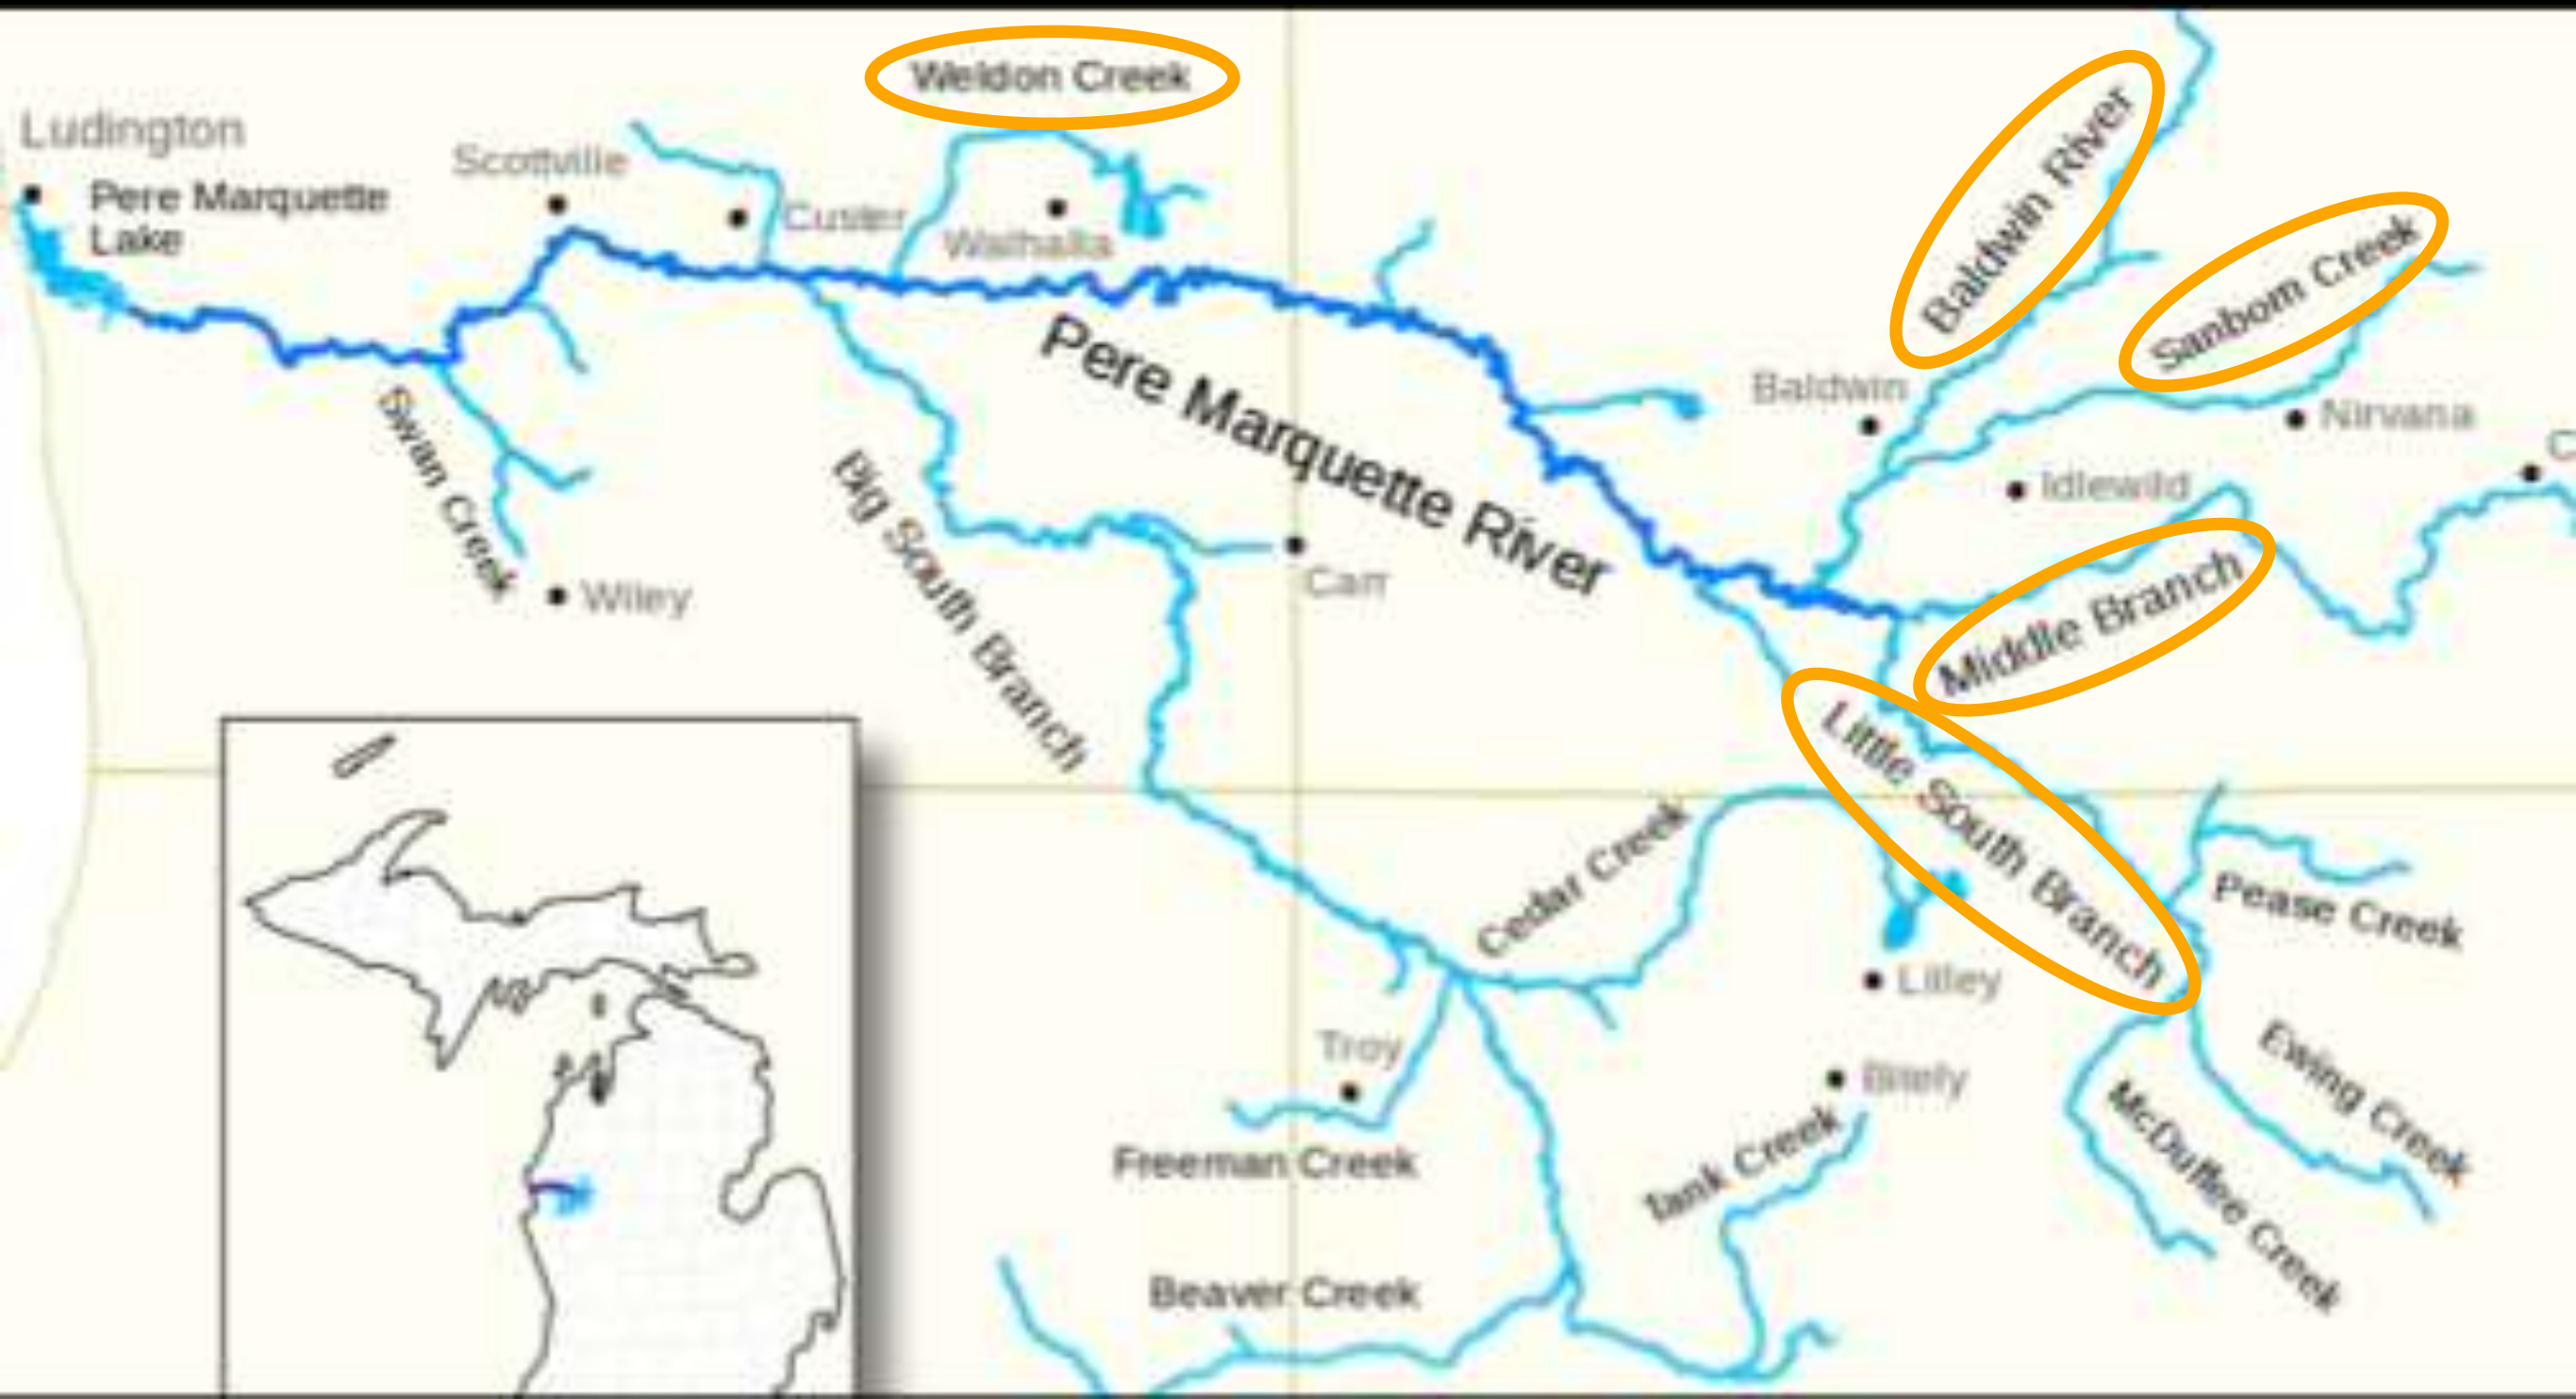 Weldon Creek
Ludington
Scottville
Pere Marquette
Lake
Custer
Walhalla
Baldwin River
Sanborn Creek
Pere Marquette River
Baldwin
Nirvana
C
Idlewild
Swan Creek
Big South Branch
Carr
Wiley
Middle Branch
Little South Branch
Cedar Creek
Pease Creek
Lilley
Troy
Bitely
Ewing Creek
McDuffee Creek
Tank Creek
Freeman Creek
Beaver Creek